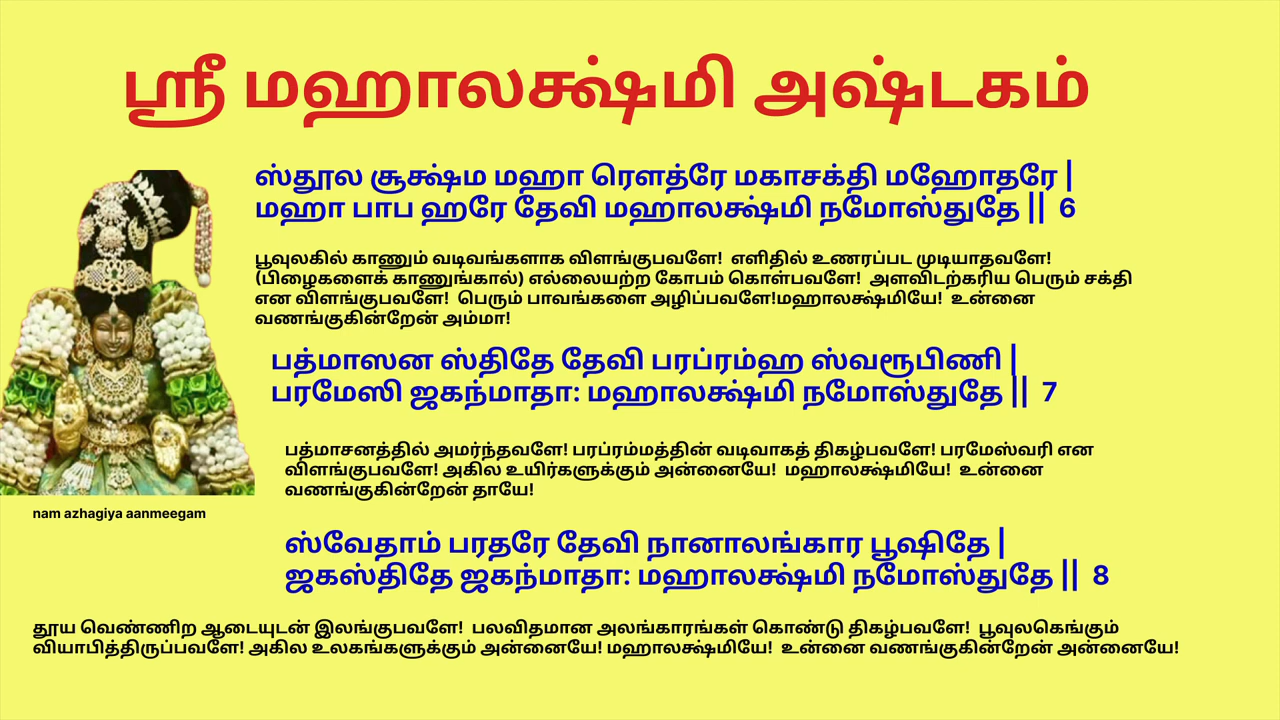 ஸ்ரீ மஹாலக்ஷ்மி அஷ்டகம்
ஸ்தூல சூக்ஷ்ம மஹா ரௌத்ரே மகாசக்தி மஹோதரே |
மஹா பாப ஹரே தேவி மஹாலக்ஷ்மி நமோஸ்துதே || 6
பூவுலகில் காணும் வடிவங்களாக விளங்குபவளே! எளிதில் உணரப்பட முடியாதவளே!
(பிழைகளைக் காணுங்கால்) எல்லையற்ற கோபம் கொள்பவளே! அளவிடற்கரிய பெரும் சக்தி
என விளங்குபவளே! பெரும் பாவங்களை அழிப்பவளே!மஹாலக்ஷ்மியே! உன்னை
வணங்குகின்றேன் அம்மா!
பத்மாஸன ஸ்திதே தேவி பரப்ரம்ஹ ஸ்வரூபிணி |
பரமேஸி ஜகந்மாதா: மஹாலக்ஷ்மி நமோஸ்துதே || 7
பத்மாசனத்தில் அமர்ந்தவளே! பரப்ரம்மத்தின் வடிவாகத் திகழ்பவளே! பரமேஸ்வரி என
விளங்குபவளே! அகில உயிர்களுக்கும் அன்னையே! மஹாலக்ஷ்மியே! உன்னை
வணங்குகின்றேன் தாயே!
nam azhagiya aanmeegam
ஸ்வேதாம் பரதரே தேவி நானாலங்கார பூஷிதே |
ஜகஸ்திதே ஜகந்மாதா: மஹாலக்ஷ்மி நமோஸ்துதே || 8
தூய வெண்ணிற ஆடையுடன் இலங்குபவளே! பலவிதமான அலங்காரங்கள் கொண்டு திகழ்பவளே! பூவுலகெங்கும்
வியாபித்திருப்பவளே! அகில உலகங்களுக்கும் அன்னையே! மஹாலக்ஷ்மியே! உன்னை வணங்குகின்றேன் அன்னையே!